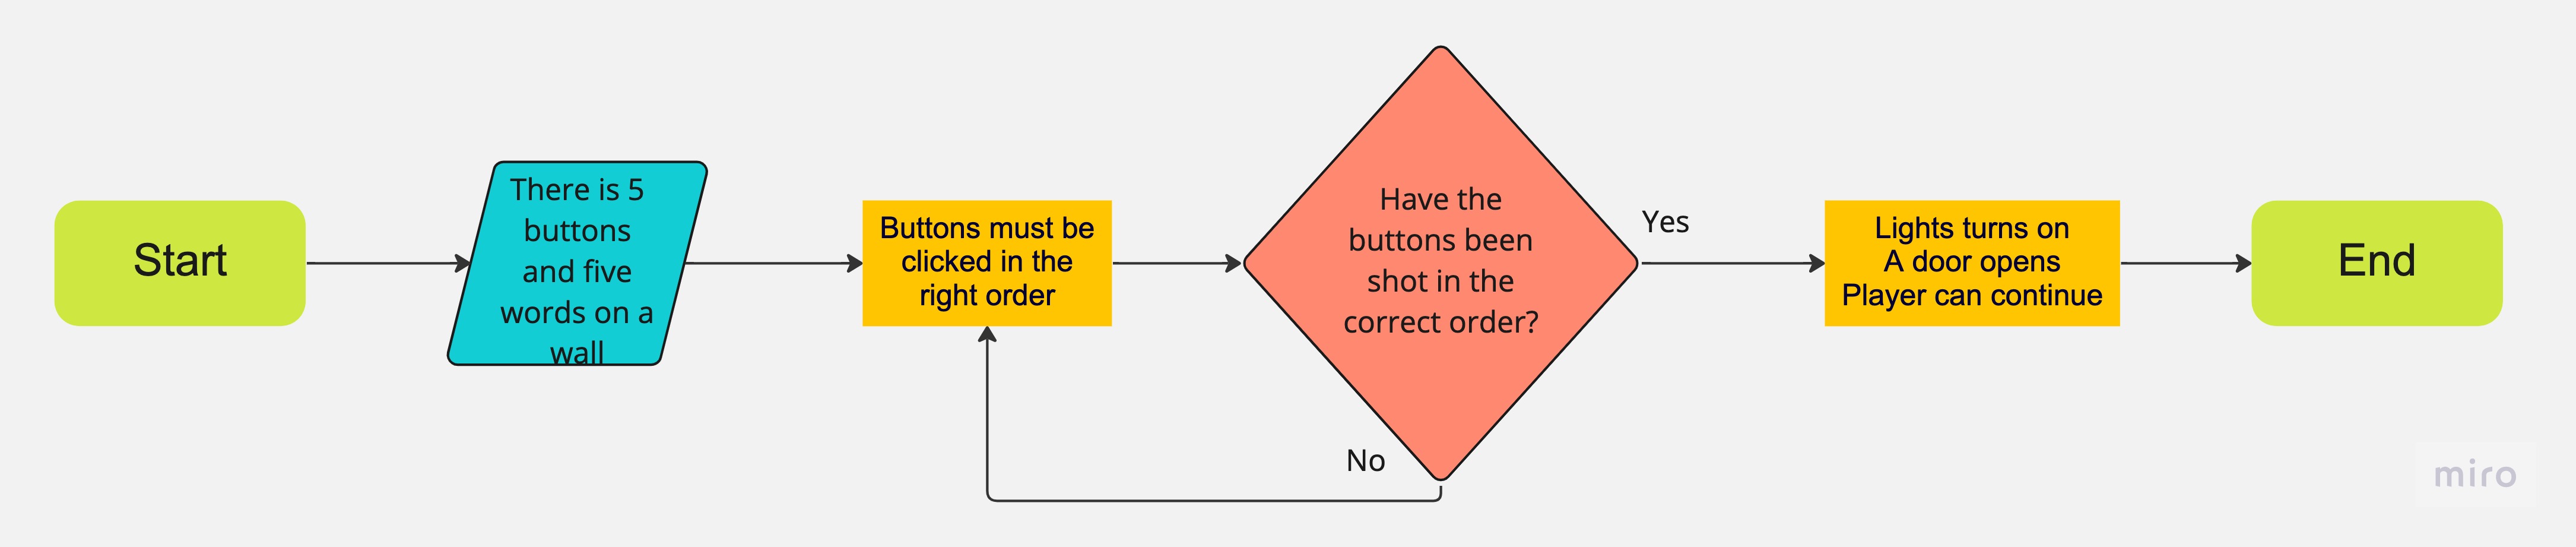 Start
There is 5
buttons
and five
words on a
wall
Buttons must be
clicked in the
right order
Have the
buttons been
shot in the
correct order?
Yes
No
Lights turns on
A door opens
Player can continue
End
miro